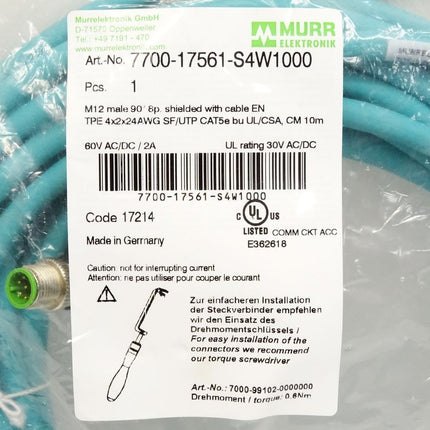 Murrelektronik GmbH
D-71570 Oppenweiler
Tel.: +49 7191 - 470
www.murrelektronik.com
MURR
ELEKTRONIK
Art.-No. 7700-17561-S4W1000
Pcs. 1
M12 male 90° 8p. shielded with cable EN
TPE 4x2x24AWG SF/UTP CAT5e bu UL/CSA, CM 10m
60V AC/DC / 2A UL rating 30V AC/DC
7700-17561-S4W1000
Code 17214
Made in Germany
C UL US
LISTED COMM CKT ACC
E362618
Caution: not for interrupting current
Attention: ne pas utiliser pour couper le courant
Zur einfacheren Installation
der Steckverbinder empfehlen
wir den Einsatz des
Drehmomentschlüssels /
For easy installation of the
connectors we recommend
our torque screwdriver
Art.-No.: 7000-99102-0000000
Drehmoment / torque: 0,6Nm